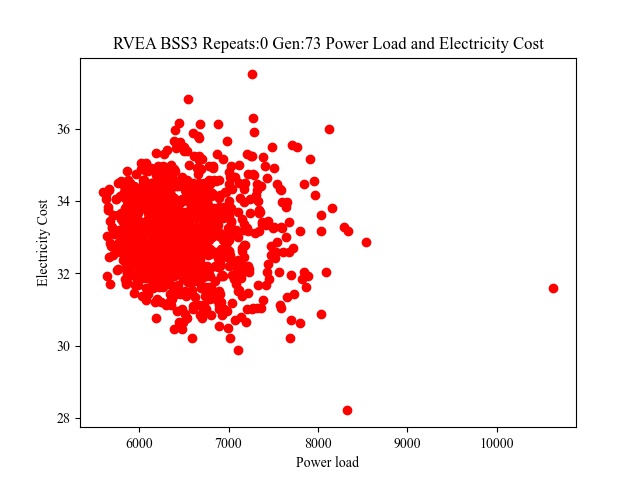 RVEA BSS3 Repeats:0 Gen:73 Power Load and Electricity Cost
36
34
32
30
28
Electricity Cost
6000 7000 8000 9000 10000
Power load